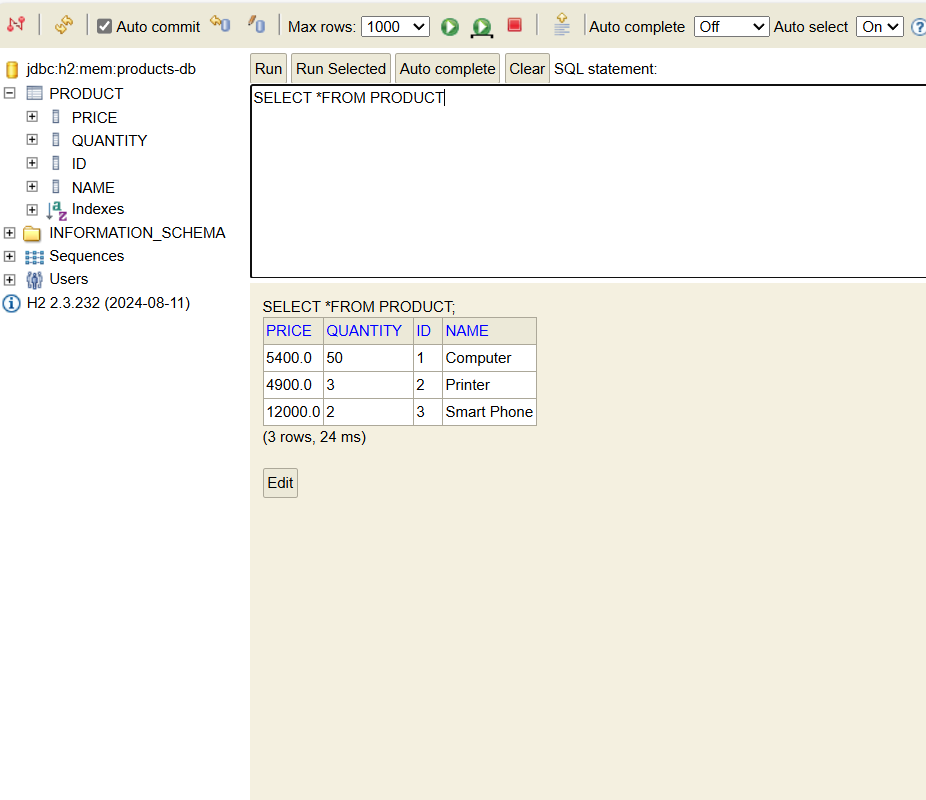 Auto commit Max rows: 1000 Auto complete Off Auto select On ?
jdbc:h2:mem:products-db
PRODUCT
PRICE
QUANTITY
ID
NAME
Indexes
INFORMATION_SCHEMA
Sequences
Users
H2 2.3.232 (2024-08-11)
Run Run Selected Auto complete Clear SQL statement:
SELECT *FROM PRODUCT
SELECT *FROM PRODUCT;
PRICE QUANTITY ID NAME
5400.0 50 1 Computer
4900.0 3 2 Printer
12000.0 2 3 Smart Phone
(3 rows, 24 ms)
Edit